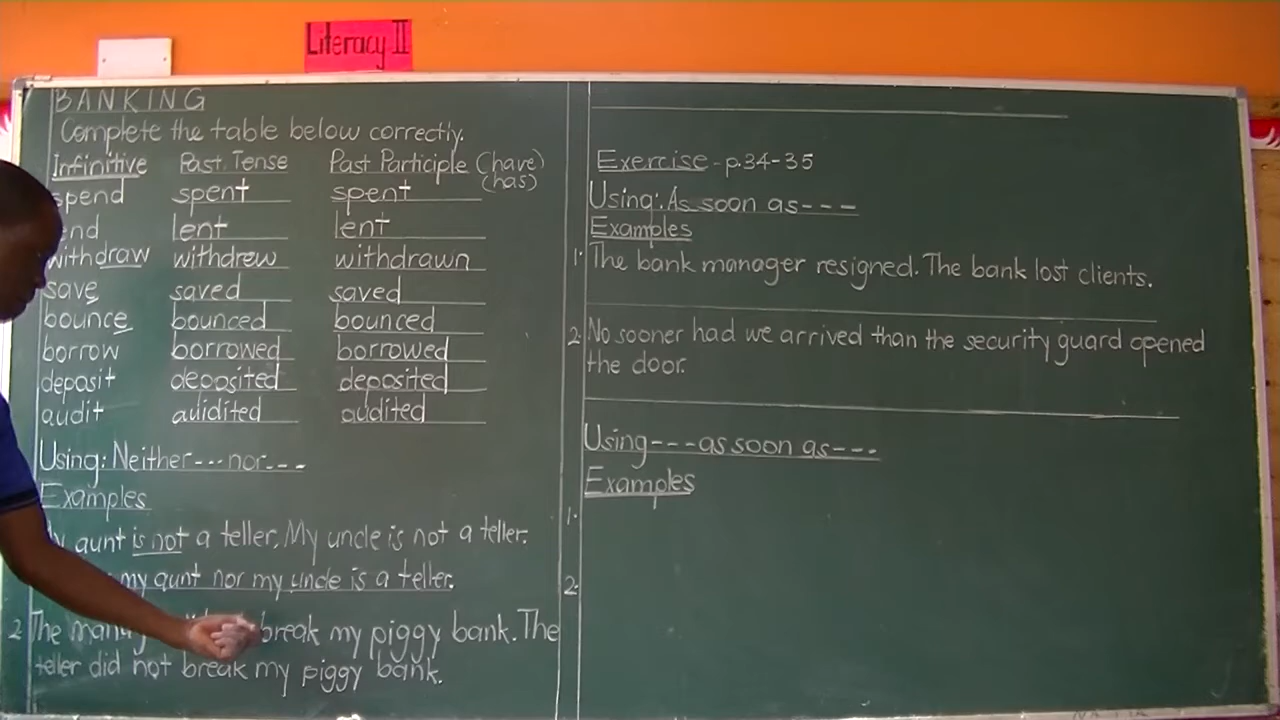 Literacy II
BANKING
Complete the table below correctly.
Infinitive Past Tense Past Participle (have)
(has)
spend spent spent
end lent lent
withdraw withdrew withdrawn
save saved saved
bounce bounced bounced
borrow borrowed borrowed
deposit deposited deposited
audit auidited audited
Using: Neither --- nor ---
Examples
aunt is not a teller. My uncle is not a teller.
my aunt nor my uncle is a teller.
2 The break my piggy bank. The
teller did not break my piggy bank.
Exercise - p.34-35
Using: As soon as ---
Examples
1. The bank manager resigned. The bank lost clients.
2. No sooner had we arrived than the security guard opened
the door.
Using --- as soon as ---
Examples
1.
2.